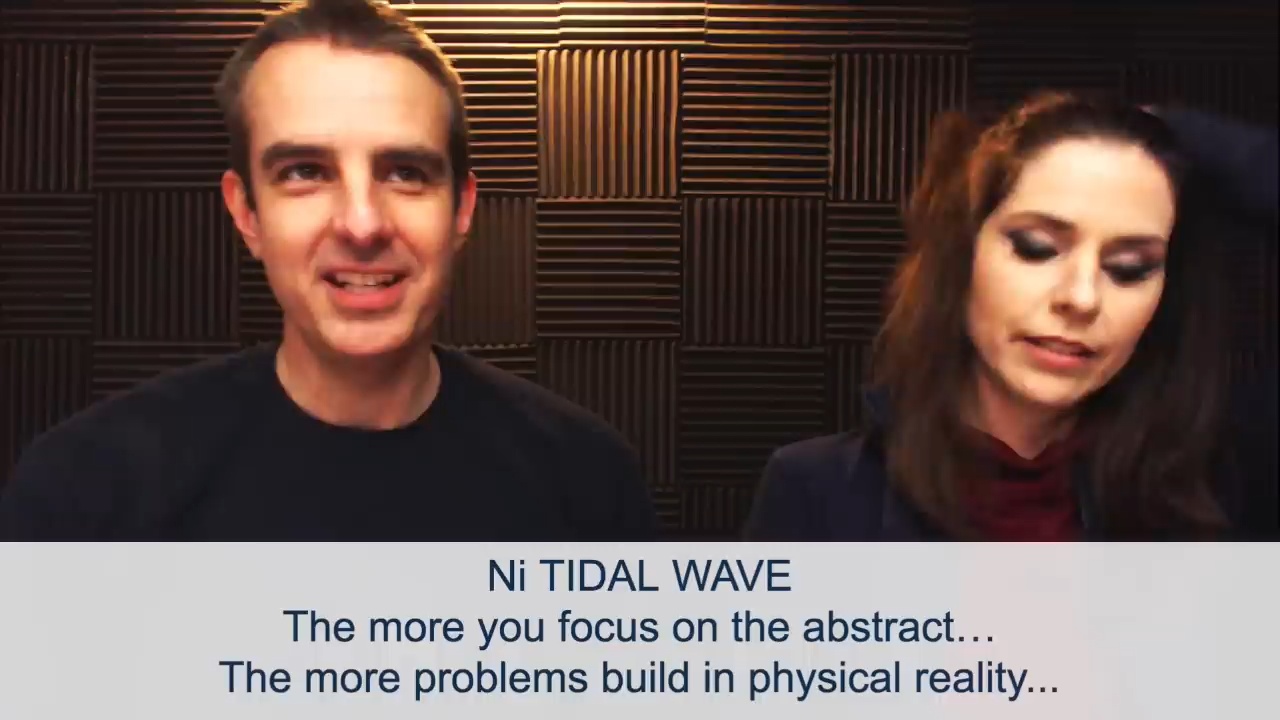 Ni TIDAL WAVE
The more you focus on the abstract…
The more problems build in physical reality...